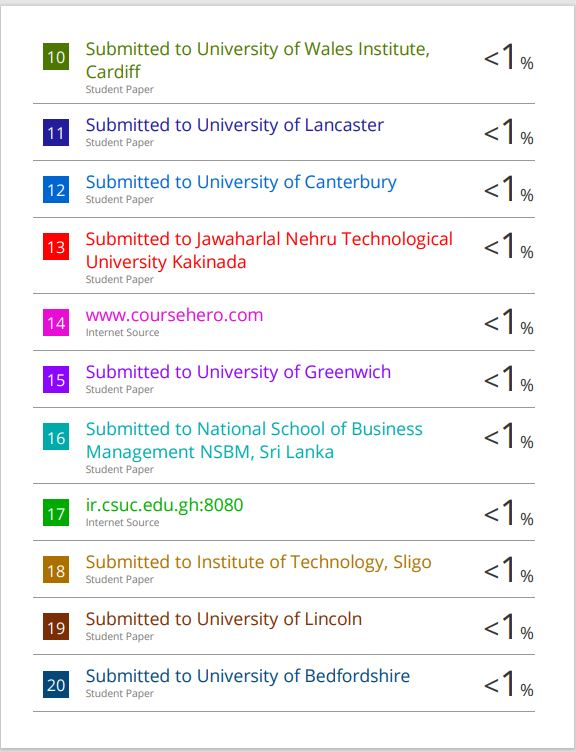 10
Submitted to University of Wales Institute,
Cardiff
Student Paper
<1%
11
Submitted to University of Lancaster
Student Paper
<1%
12
Submitted to University of Canterbury
Student Paper
<1%
13
Submitted to Jawaharlal Nehru Technological
University Kakinada
Student Paper
<1%
14
www.coursehero.com
Internet Source
<1%
15
Submitted to University of Greenwich
Student Paper
<1%
16
Submitted to National School of Business
Management NSBM, Sri Lanka
Student Paper
<1%
17
ir.csuc.edu.gh:8080
Internet Source
<1%
18
Submitted to Institute of Technology, Sligo
Student Paper
<1%
19
Submitted to University of Lincoln
Student Paper
<1%
20
Submitted to University of Bedfordshire
Student Paper
<1%